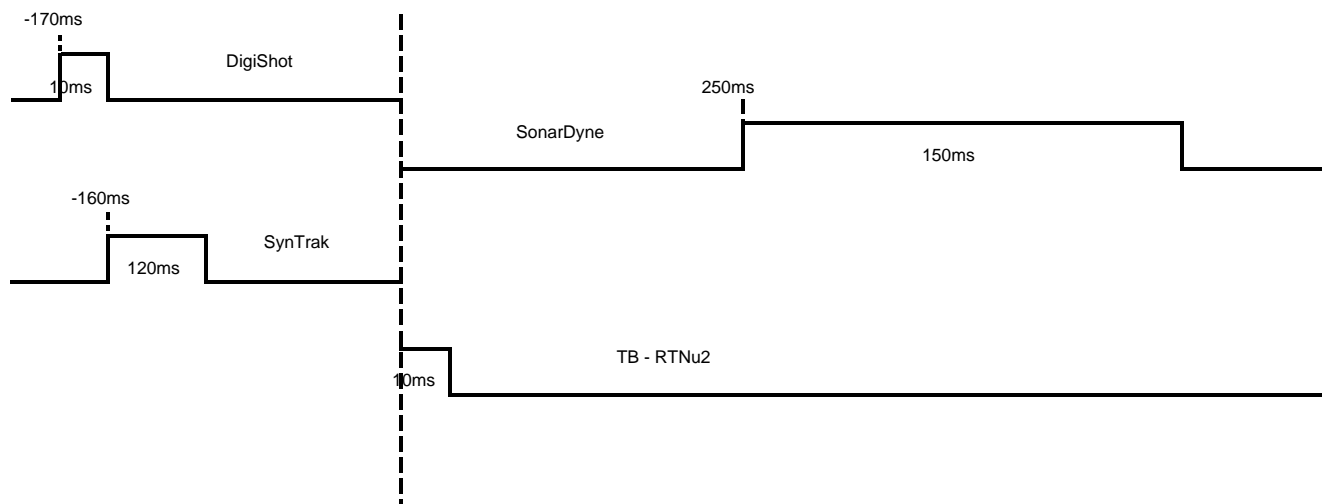 -170ms
DigiShot
10ms
250ms
SonarDyne
150ms
-160ms
SynTrak
120ms
TB - RTNu2
10ms